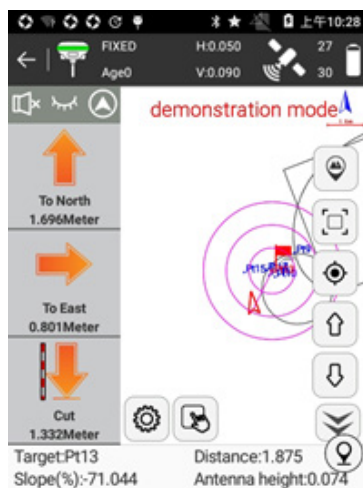 上午10:28
FIXED H:0.050 27
Age0 V:0.090 30
demonstration mode
To North
1.696Meter
To East
0.801Meter
Cut
1.332Meter
Target:Pt13 Distance:1.875
Slope(%):-71.044 Antenna height:0.074